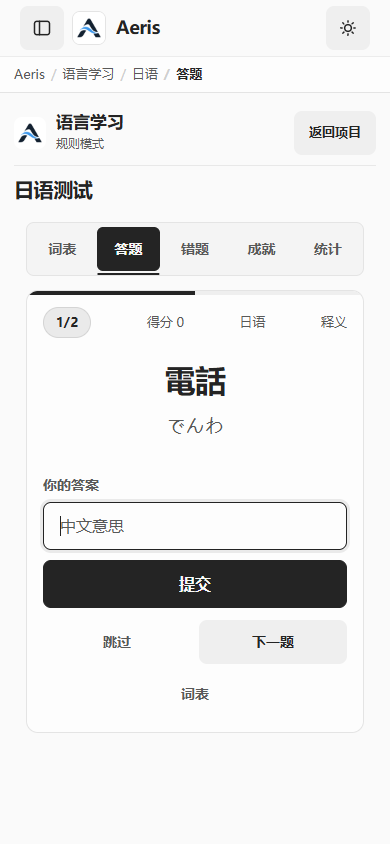 Aeris
Aeris / 语言学习 / 日语 / 答题
语言学习
规则模式
返回项目
日语测试
词表 答题 错题 成就 统计
1/2 得分 0 日语 释义
電話
でんわ
你的答案
中文意思
提交
跳过 下一题
词表